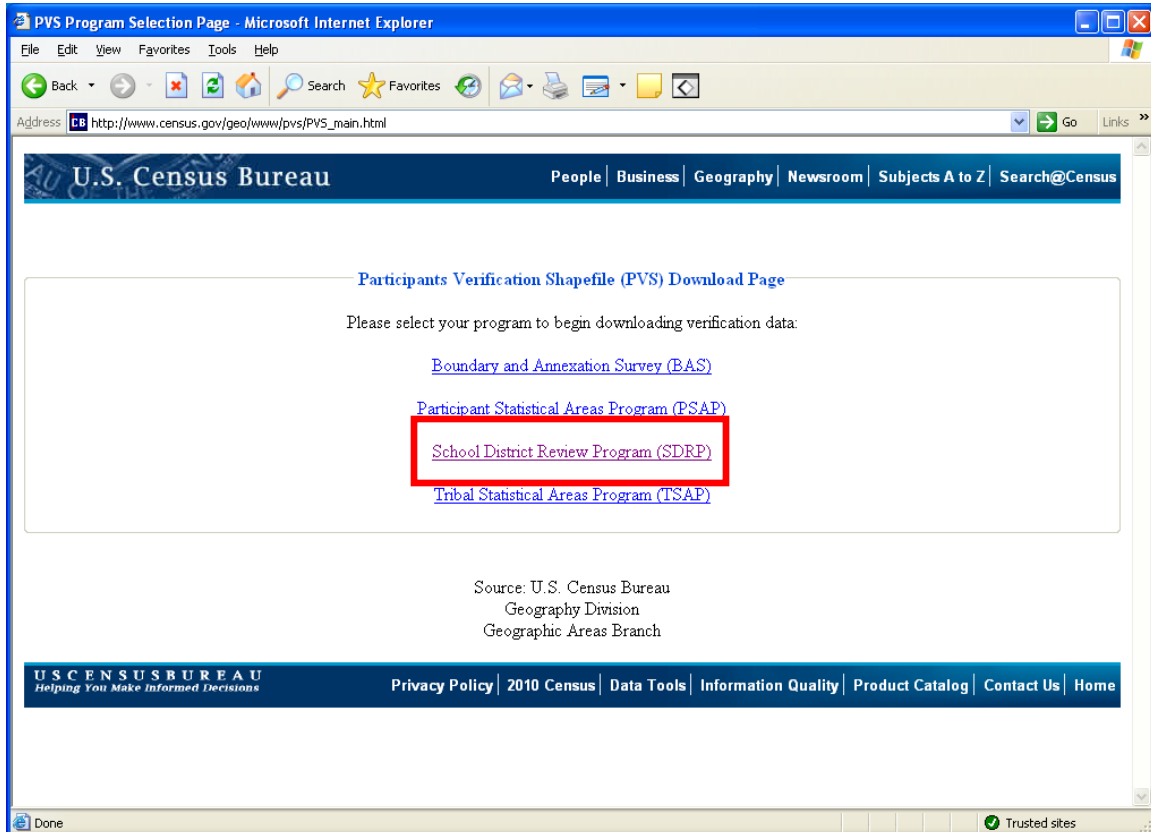 PVS Program Selection Page - Microsoft Internet Explorer
File Edit View Favorites Tools Help
Back Search Favorites
Address CB http://www.census.gov/geo/www/pvs/PVS_main.html Go Links »
U.S. Census Bureau People | Business | Geography | Newsroom | Subjects A to Z | Search@Census
Participants Verification Shapefile (PVS) Download Page
Please select your program to begin downloading verification data:
Boundary and Annexation Survey (BAS)
Participant Statistical Areas Program (PSAP)
School District Review Program (SDRP)
Tribal Statistical Areas Program (TSAP)
Source: U.S. Census Bureau
Geography Division
Geographic Areas Branch
USCENSUSBUREAU
Helping You Make Informed Decisions
Privacy Policy | 2010 Census | Data Tools | Information Quality | Product Catalog | Contact Us | Home
Done Trusted sites